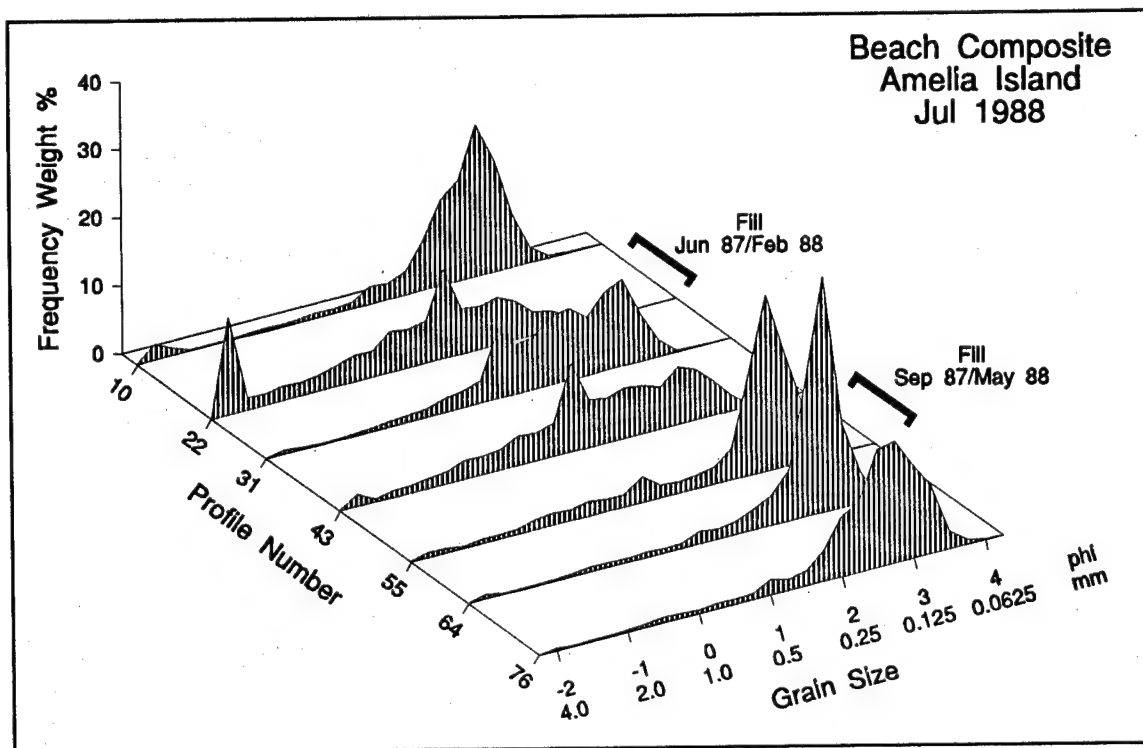 Beach Composite
Amelia Island
Jul 1988
Frequency Weight %
40
30
20
10
0
Fill
Jun 87/Feb 88
Fill
Sep 87/May 88
10
22
31
43
55
64
76
Profile Number
-2 -1 0 1 2 3 4 phi
4.0 2.0 1.0 0.5 0.25 0.125 0.0625 mm
Grain Size